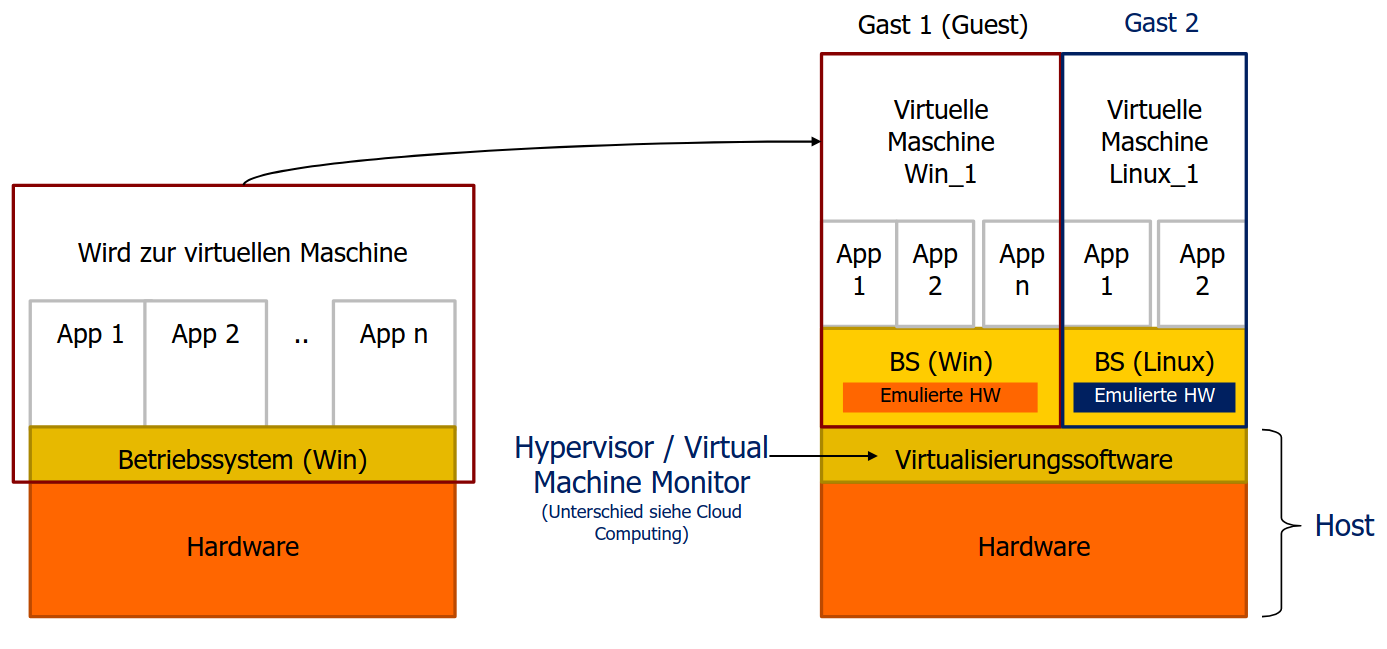 Wird zur virtuellen Maschine
App 1
App 2
..
App n
Betriebssystem (Win)
Hardware
Hypervisor / Virtual
Machine Monitor
(Unterschied siehe Cloud
Computing)
Gast 1 (Guest)
Gast 2
Virtuelle
Maschine
Win_1
Virtuelle
Maschine
Linux_1
App
1
App
2
App
n
App
1
App
2
BS (Win)
Emulierte HW
BS (Linux)
Emulierte HW
Virtualisierungssoftware
Hardware
Host